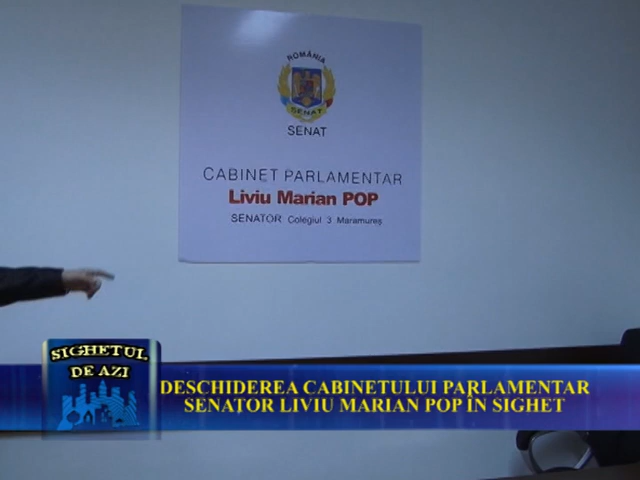 ROMÂNIA
SENAT
SENAT
CABINET PARLAMENTAR
Liviu Marian POP
SENATOR Colegiul 3 Maramureș
SIGHETUL
DE AZI
DESCHIDEREA CABINETULUI PARLAMENTAR
SENATOR LIVIU MARIAN POP ÎN SIGHET